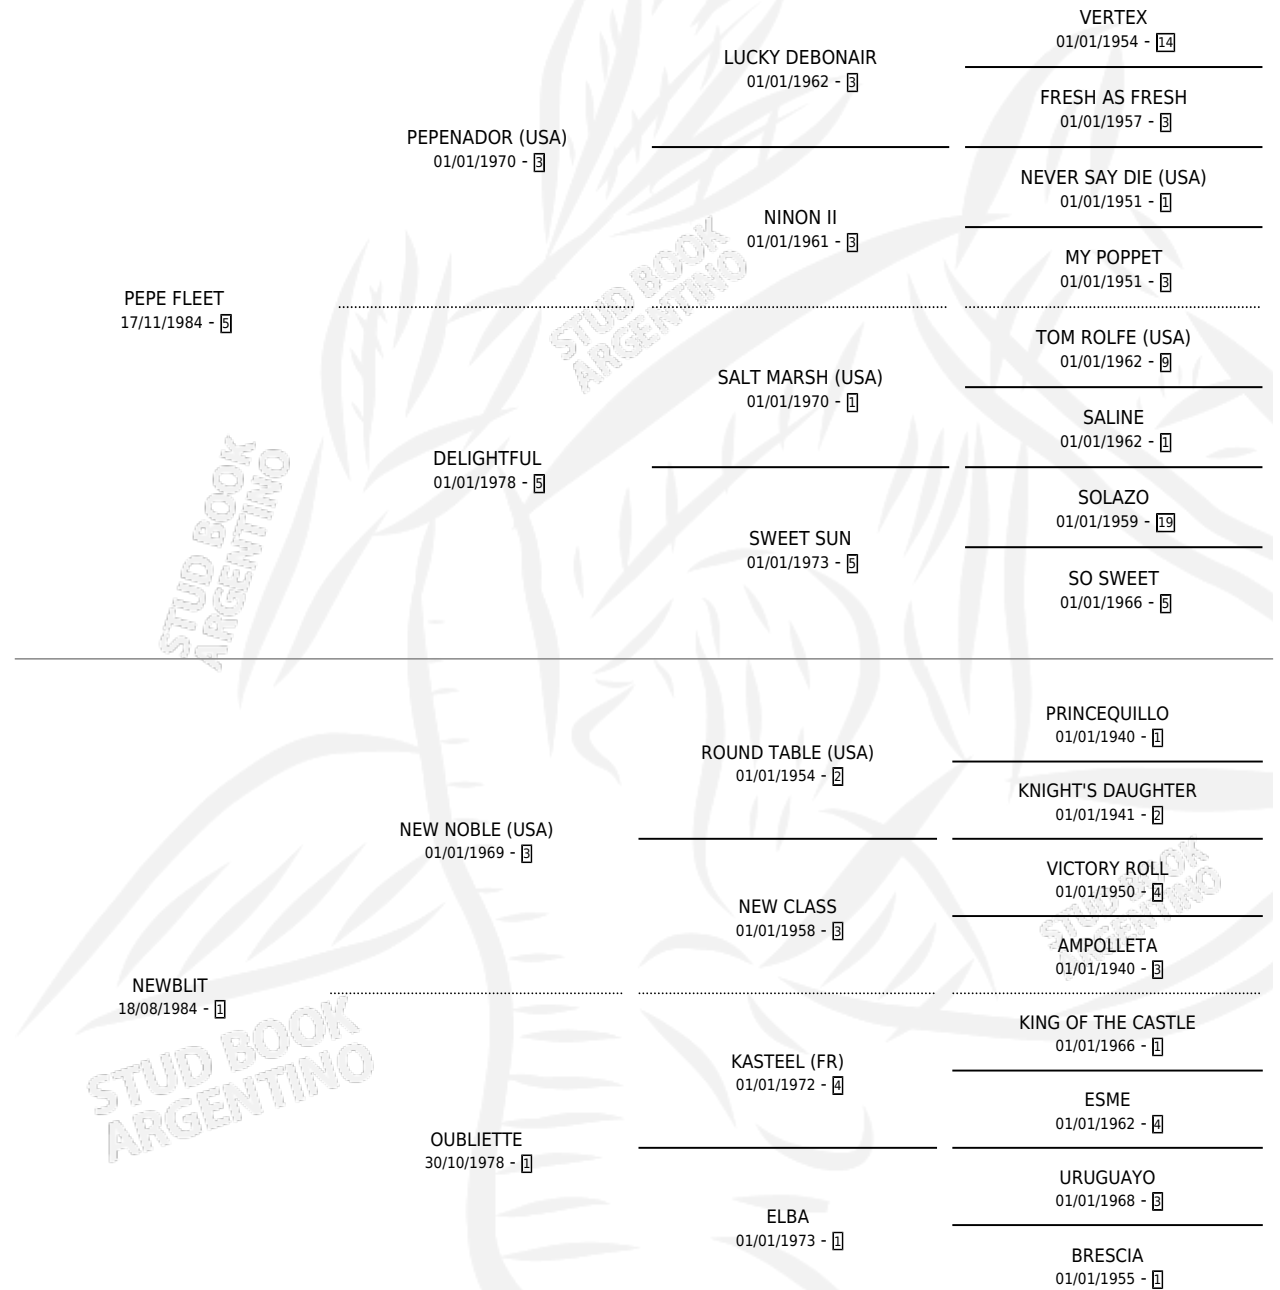 VERTEX
01/01/1954 - 14
LUCKY DEBONAIR
01/01/1962 - 3
FRESH AS FRESH
01/01/1957 - 3
PEPENADOR (USA)
01/01/1970 - 3
NEVER SAY DIE (USA)
01/01/1951 - 1
NINON II
01/01/1961 - 3
MY POPPET
01/01/1951 - 3
PEPE FLEET
17/11/1984 - 5
TOM ROLFE (USA)
01/01/1962 - 9
SALT MARSH (USA)
01/01/1970 - 1
SALINE
01/01/1962 - 1
DELIGHTFUL
01/01/1978 - 5
SOLAZO
01/01/1959 - 19
SWEET SUN
01/01/1973 - 5
SO SWEET
01/01/1966 - 5
STUD BOOK
ARGENTINO
STUD BOOK
ARGENTINO
PRINCEQUILLO
01/01/1940 - 1
ROUND TABLE (USA)
01/01/1954 - 2
KNIGHT'S DAUGHTER
01/01/1941 - 2
NEW NOBLE (USA)
01/01/1969 - 3
VICTORY ROLL
01/01/1950 - 4
NEW CLASS
01/01/1958 - 3
AMPOLLETA
01/01/1940 - 3
NEWBLIT
18/08/1984 - 1
KING OF THE CASTLE
01/01/1966 - 1
KASTEEL (FR)
01/01/1972 - 4
ESME
01/01/1962 - 4
OUBLIETTE
30/10/1978 - 1
URUGUAYO
01/01/1968 - 3
ELBA
01/01/1973 - 1
BRESCIA
01/01/1955 - 1
STUD BOOK
ARGENTINO
STUD BOOK
ARGENTINO